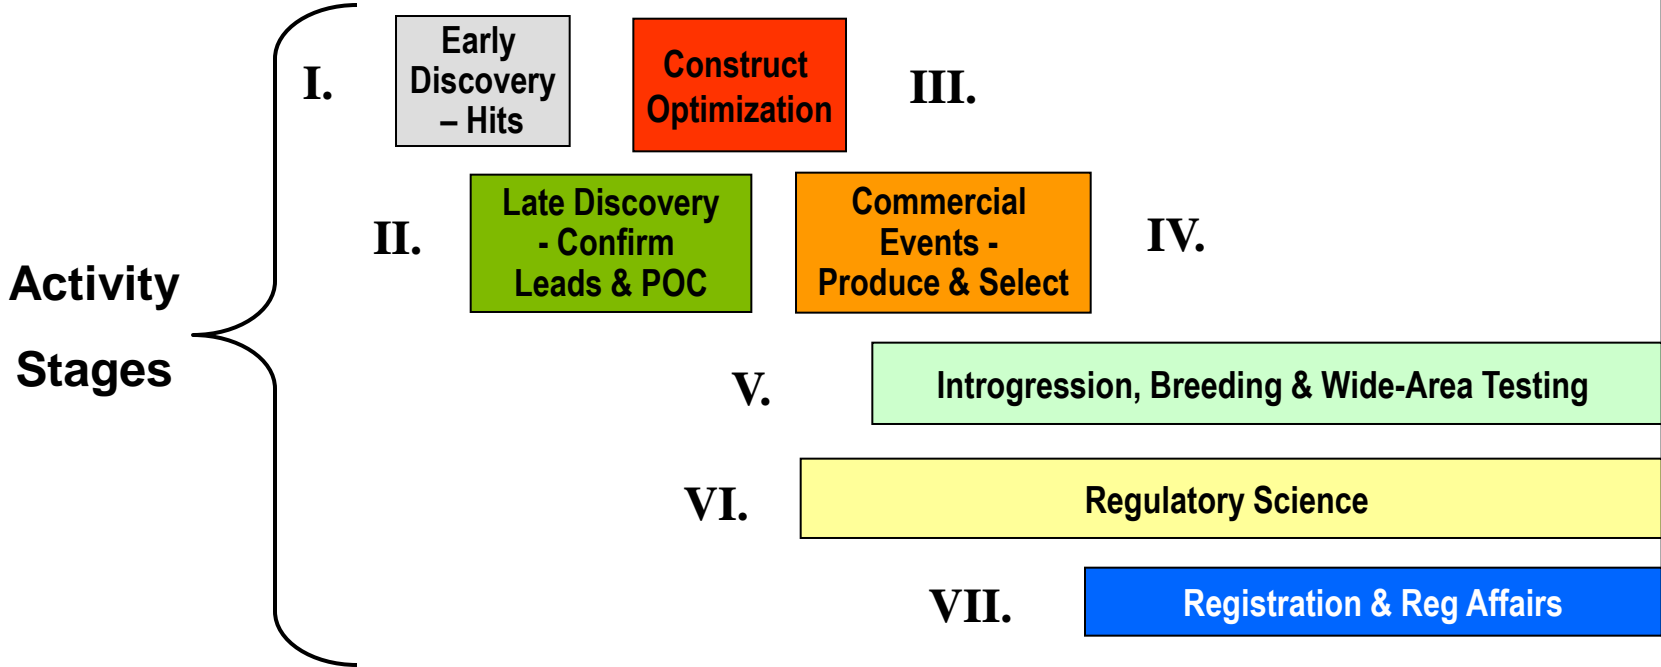 Activity
Stages
I.
Early
Discovery
– Hits
Construct
Optimization
III.
II.
Late Discovery
- Confirm
Leads & POC
Commercial
Events -
Produce & Select
IV.
V.
Introgression, Breeding & Wide-Area Testing
VI.
Regulatory Science
VII.
Registration & Reg Affairs